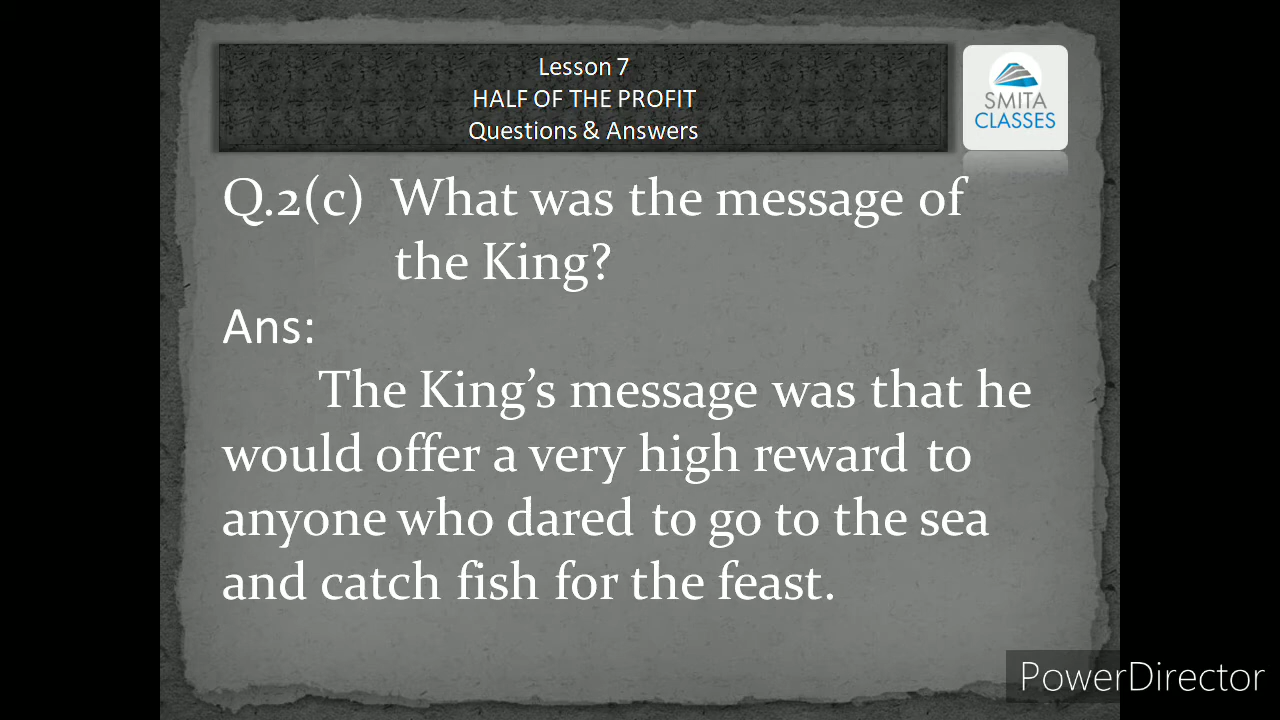 Lesson 7
HALF OF THE PROFIT
Questions & Answers
SMITA
CLASSES
Q.2(c) What was the message of
the King?
Ans:
The King’s message was that he
would offer a very high reward to
anyone who dared to go to the sea
and catch fish for the feast.
PowerDirector